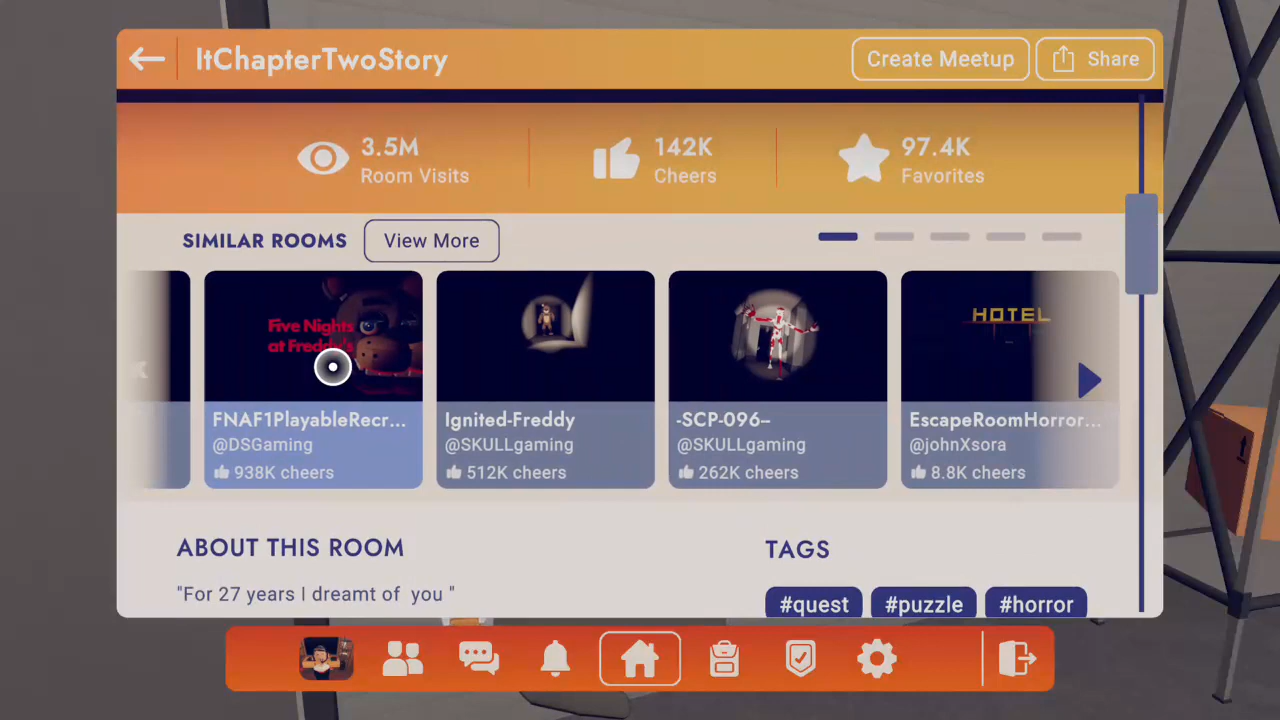 ItChapterTwoStory
Create Meetup
Share
3.5M
Room Visits
142K
Cheers
97.4K
Favorites
SIMILAR ROOMS
View More
Five Nights
at Freddy's
HOTEL
FNAF1PlayableRecr...
@DSGaming
938K cheers
Ignited-Freddy
@SKULLgaming
512K cheers
-SCP-096--
@SKULLgaming
262K cheers
EscapeRoomHorror...
@johnXsora
8.8K cheers
ABOUT THIS ROOM
"For 27 years I dreamt of  you "
TAGS
#quest
#puzzle
#horror